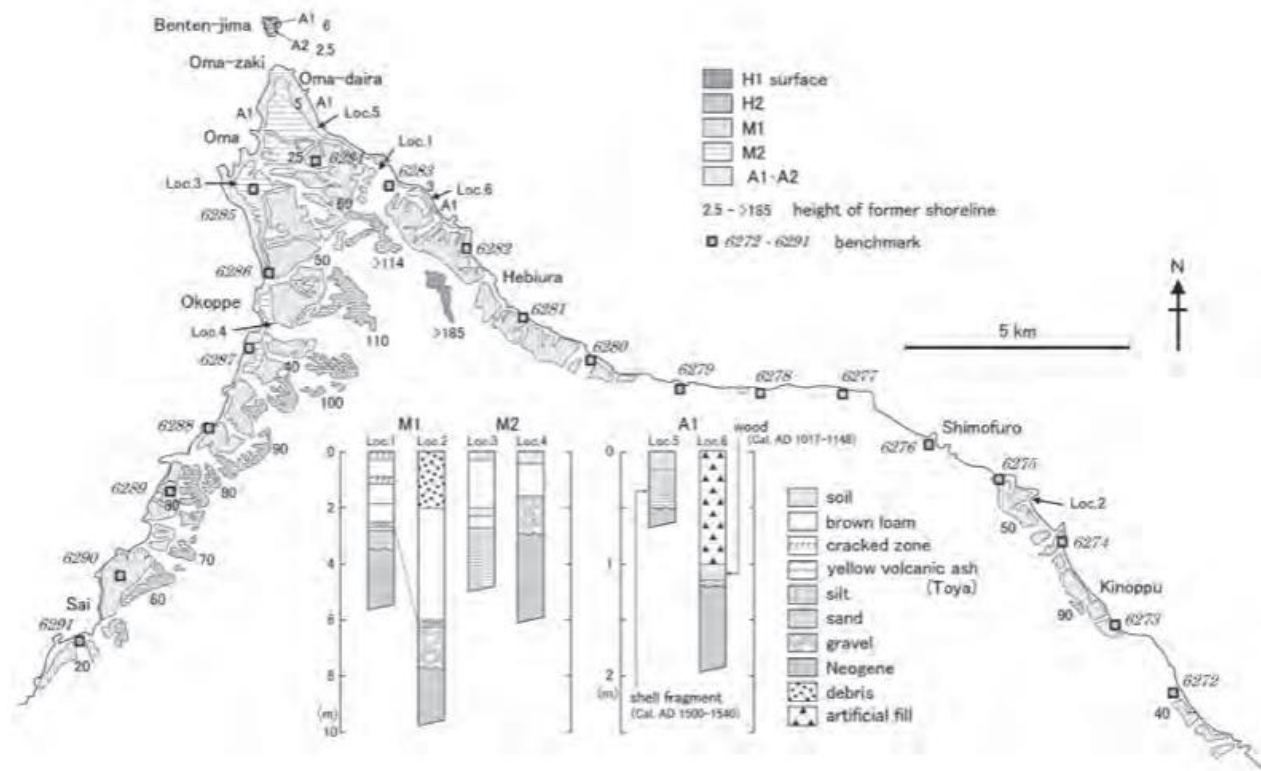 Benten-jima
A1 6
A2 2.5
Oma-zaki
Oma-daira
A1
5
A1
Loc.5
Oma
Loc.1
25
6284
6283
Loc.3
3
Loc.6
A1
60
6285
6282
50
>114
6286
Hebiura
Okoppe
6281
Loc.4
>185
110
6287
40
6280
6279
6278
6277
100
6288
90
6276
Shimofuro
6275
Loc.2
50
6289
80
30
6274
6290
70
Kinoppu
90
6273
Sai
60
6291
20
6272
40
H1 surface
H2
M1
M2
A1-A2
2.5 - >185 height of former shoreline
6272 - 6291 benchmark
N
5 km
M1
M2
Loc.1
Loc.2
Loc.3
Loc.4
0
2
4
6
8
(m)
10
A1
Loc.5
Loc.6
wood
(Cal. AD 1017-1148)
0
1
2
(m)
shell fragment
(Cal. AD 1500-1540)
soil
brown loam
cracked zone
yellow volcanic ash
(Toya)
silt
sand
gravel
Neogene
debris
artificial fill